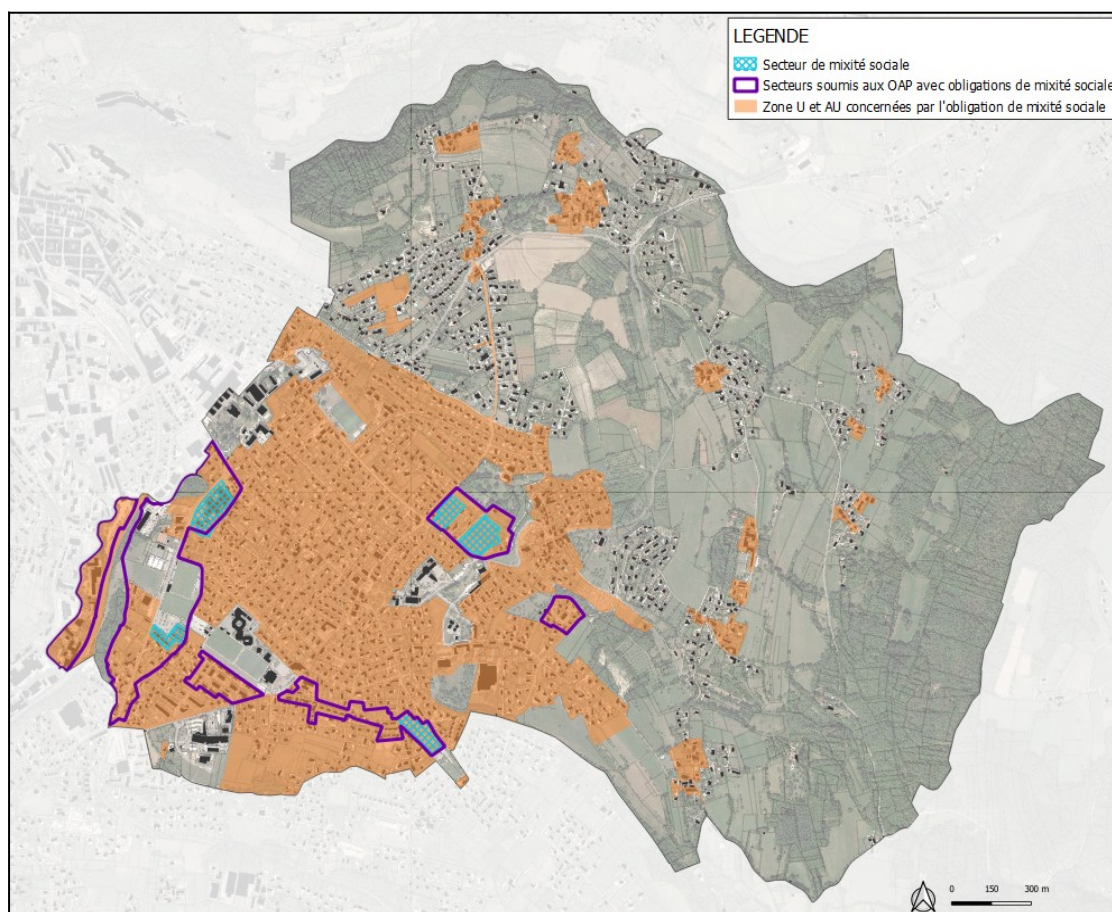 LEGENDE
Secteur de mixité sociale
Secteurs soumis aux OAP avec obligations de mixité sociale
Zone U et AU concernées par l'obligation de mixité sociale
0 150 300 m